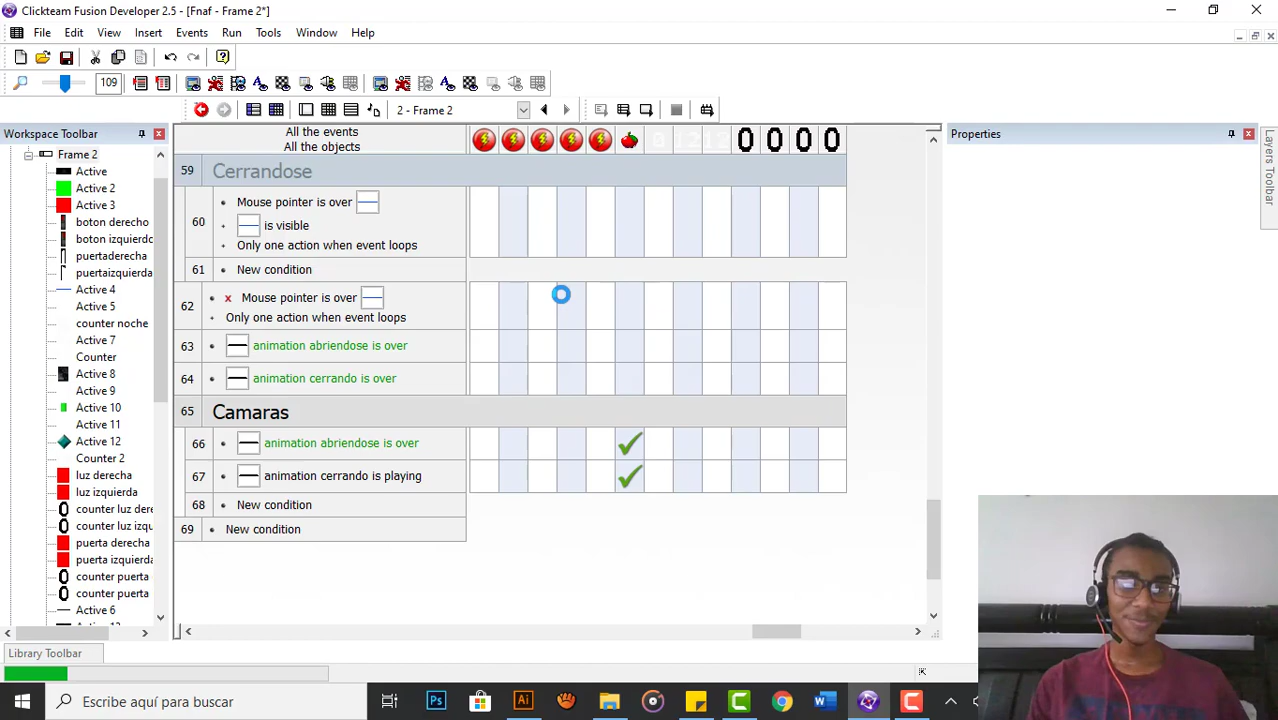 Clickteam Fusion Developer 2.5 - [Fnaf - Frame 2*]
File Edit View Insert Events Run Tools Window Help
109
2 - Frame 2
Workspace Toolbar
Frame 2
Active
Active 2
Active 3
boton derecho
boton izquierdo
puertaderecha
puertaizquierda
Active 4
Active 5
counter noche
Active 7
Counter
Active 8
Active 9
Active 10
Active 11
Active 12
Counter 2
luz derecha
luz izquierda
counter luz dere
counter luz izqu
puerta derecha
puerta izquierda
counter puerta
counter puerta
Active 6
Library Toolbar
All the events
All the objects
0 12 12 0 0 0 0
59 Cerrandose
60 Mouse pointer is over
is visible
Only one action when event loops
61 New condition
62 x Mouse pointer is over
Only one action when event loops
63 animation abriendose is over
64 animation cerrando is over
65 Camaras
66 animation abriendose is over
67 animation cerrando is playing
68 New condition
69 New condition
Properties
Layers Toolbar
Escribe aquí para buscar